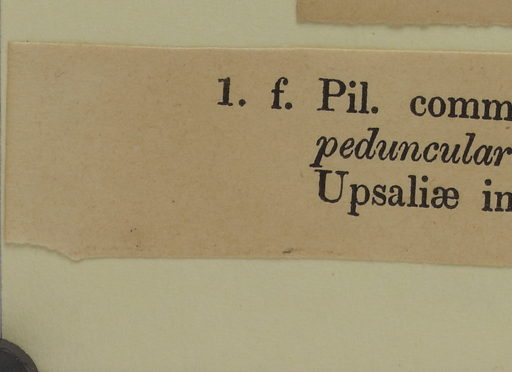 1. f. Pil. comm
peduncular
Upsaliæ in